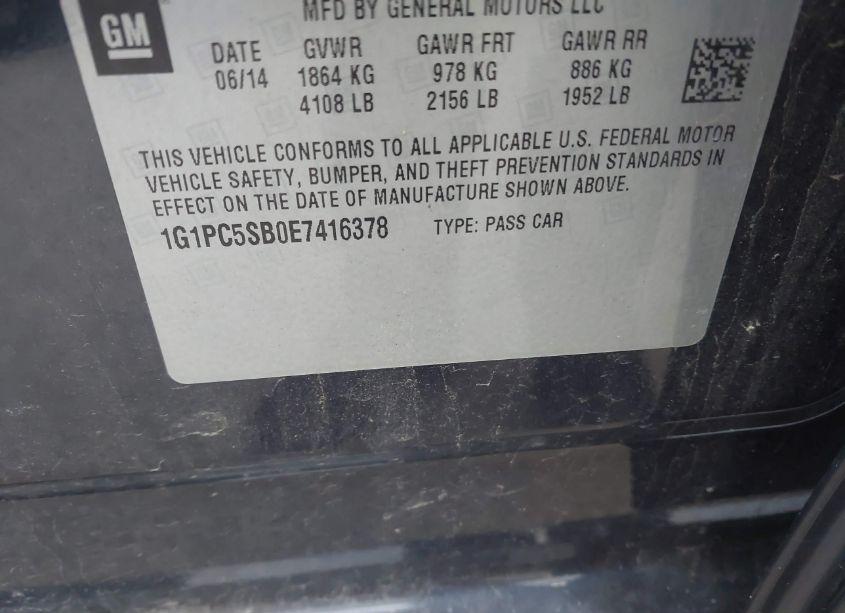 MFD BY GENERAL MOTORS LLC
GM
DATE GVWR GAWR FRT GAWR RR
06/14 1864 KG 978 KG 886 KG
4108 LB 2156 LB 1952 LB
THIS VEHICLE CONFORMS TO ALL APPLICABLE U.S. FEDERAL MOTOR
VEHICLE SAFETY, BUMPER, AND THEFT PREVENTION STANDARDS IN
EFFECT ON THE DATE OF MANUFACTURE SHOWN ABOVE.
1G1PC5SB0E7416378 TYPE: PASS CAR